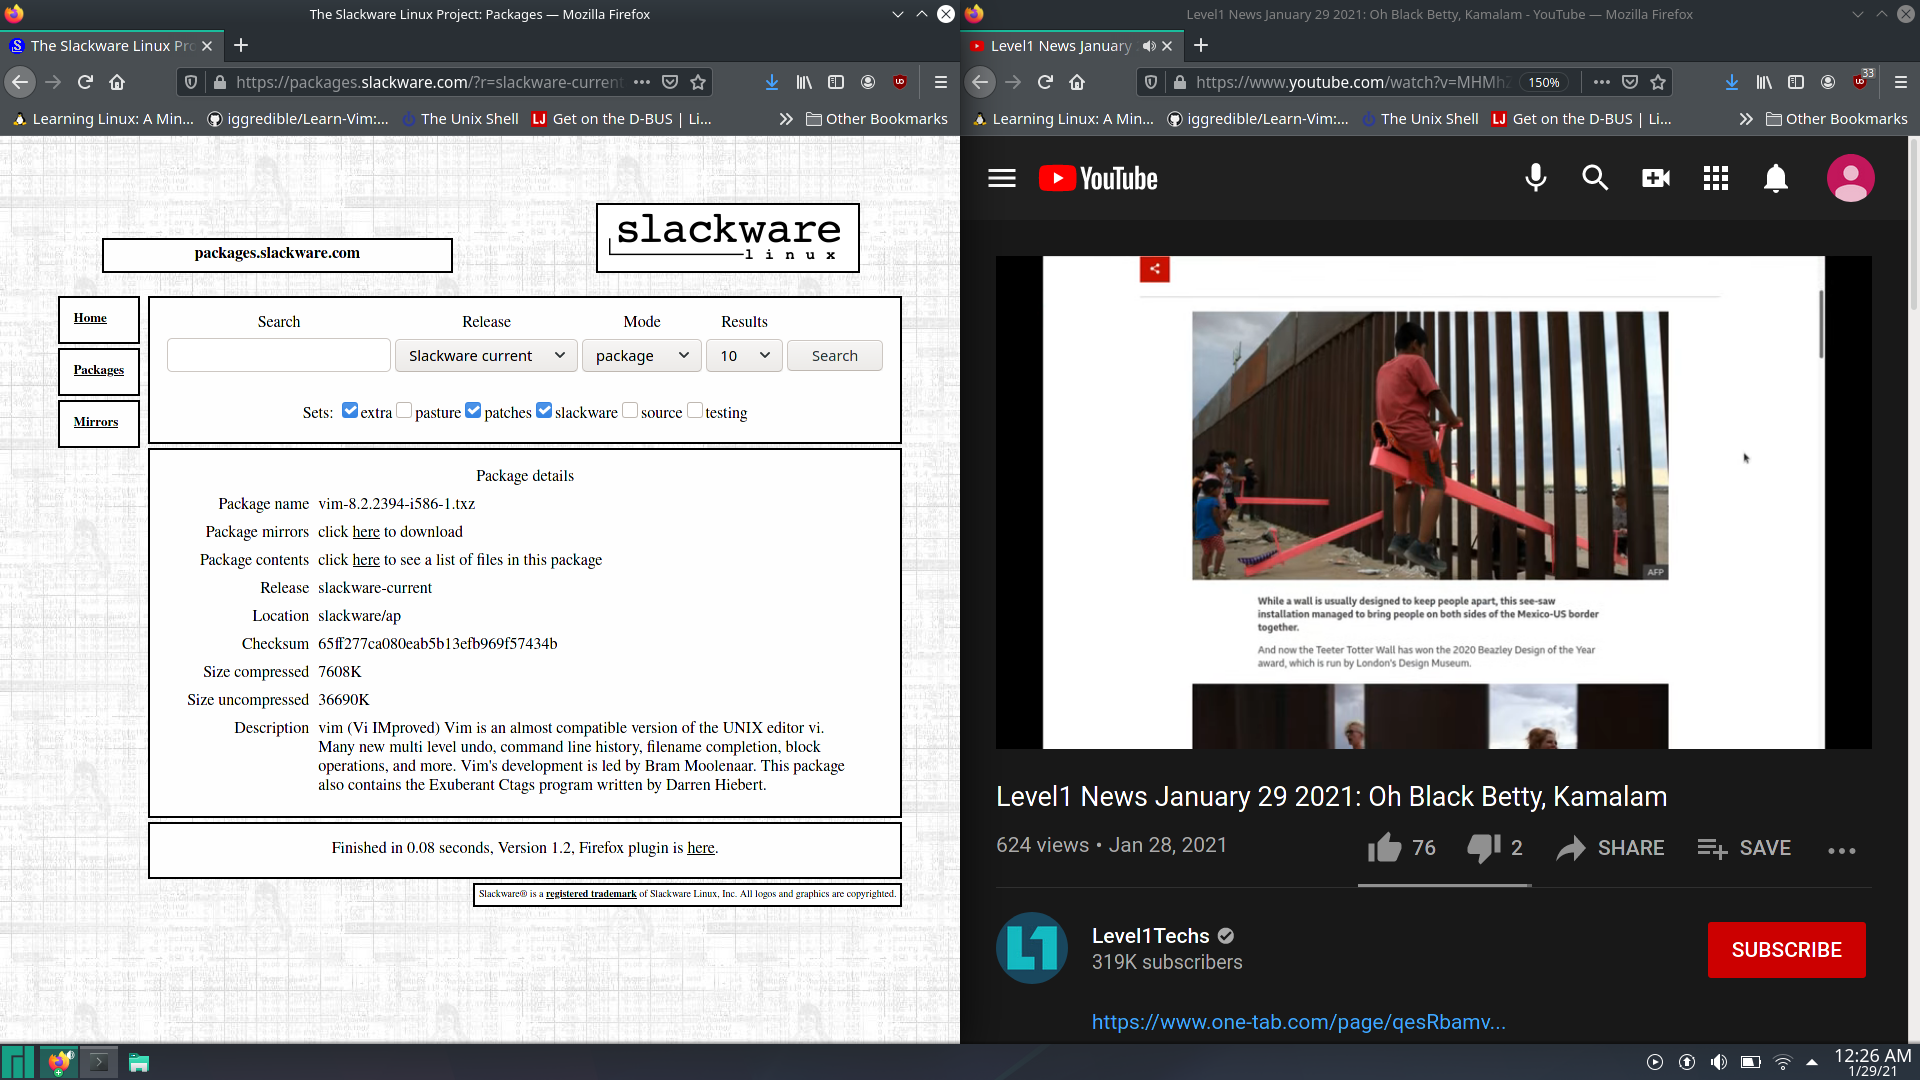 The Slackware Linux Project: Packages — Mozilla Firefox
The Slackware Linux Pro
https://packages.slackware.com/?r=slackware-current
Learning Linux: A Min...
iggredible/Learn-Vim:...
The Unix Shell
Get on the D-BUS | Li...
Other Bookmarks
packages.slackware.com
slackware
linux
Home
Packages
Mirrors
Search Release Mode Results
Slackware current package 10 Search
Sets: extra pasture patches slackware source testing
Package details
Package name vim-8.2.2394-i586-1.txz
Package mirrors click here to download
Package contents click here to see a list of files in this package
Release slackware-current
Location slackware/ap
Checksum 65ff277ca080eab5b13efb969f57434b
Size compressed 7608K
Size uncompressed 36690K
Description vim (Vi IMproved) Vim is an almost compatible version of the UNIX editor vi.
Many new multi level undo, command line history, filename completion, block
operations, and more. Vim's development is led by Bram Moolenaar. This package
also contains the Exuberant Ctags program written by Darren Hiebert.
Finished in 0.08 seconds, Version 1.2, Firefox plugin is here.
Slackware® is a registered trademark of Slackware Linux, Inc. All logos and graphics are copyrighted.
Level1 News January 29 2021: Oh Black Betty, Kamalam - YouTube — Mozilla Firefox
Level1 News January
https://www.youtube.com/watch?v=MHMh
150%
33
Learning Linux: A Min...
iggredible/Learn-Vim:...
The Unix Shell
Get on the D-BUS | Li...
Other Bookmarks
YouTube
AFP
While a wall is usually designed to keep people apart, this see-saw
installation managed to bring people on both sides of the Mexico-US border
together.
And now the Teeter Totter Wall has won the 2020 Beazley Design of the Year
award, which is run by London's Design Museum.
Level1 News January 29 2021: Oh Black Betty, Kamalam
624 views • Jan 28, 2021
76 2 SHARE SAVE
Level1Techs
319K subscribers
SUBSCRIBE
https://www.one-tab.com/page/qesRbamv...
12:26 AM
1/29/21